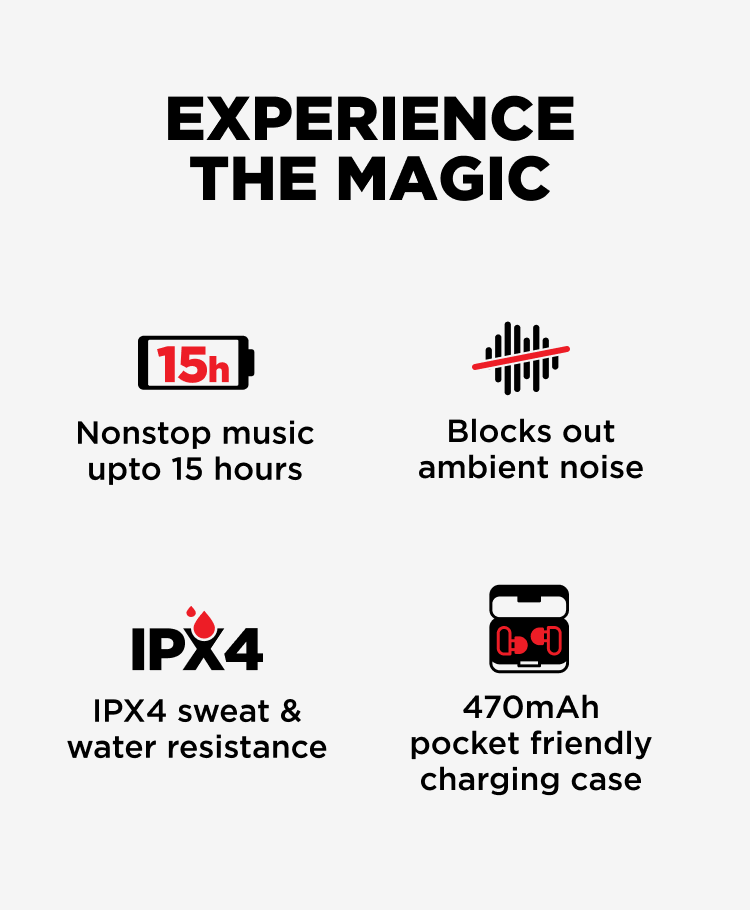 EXPERIENCE
THE MAGIC
15h
Nonstop music
upto 15 hours
Blocks out
ambient noise
IPX4
IPX4 sweat &
water resistance
470mAh
pocket friendly
charging case